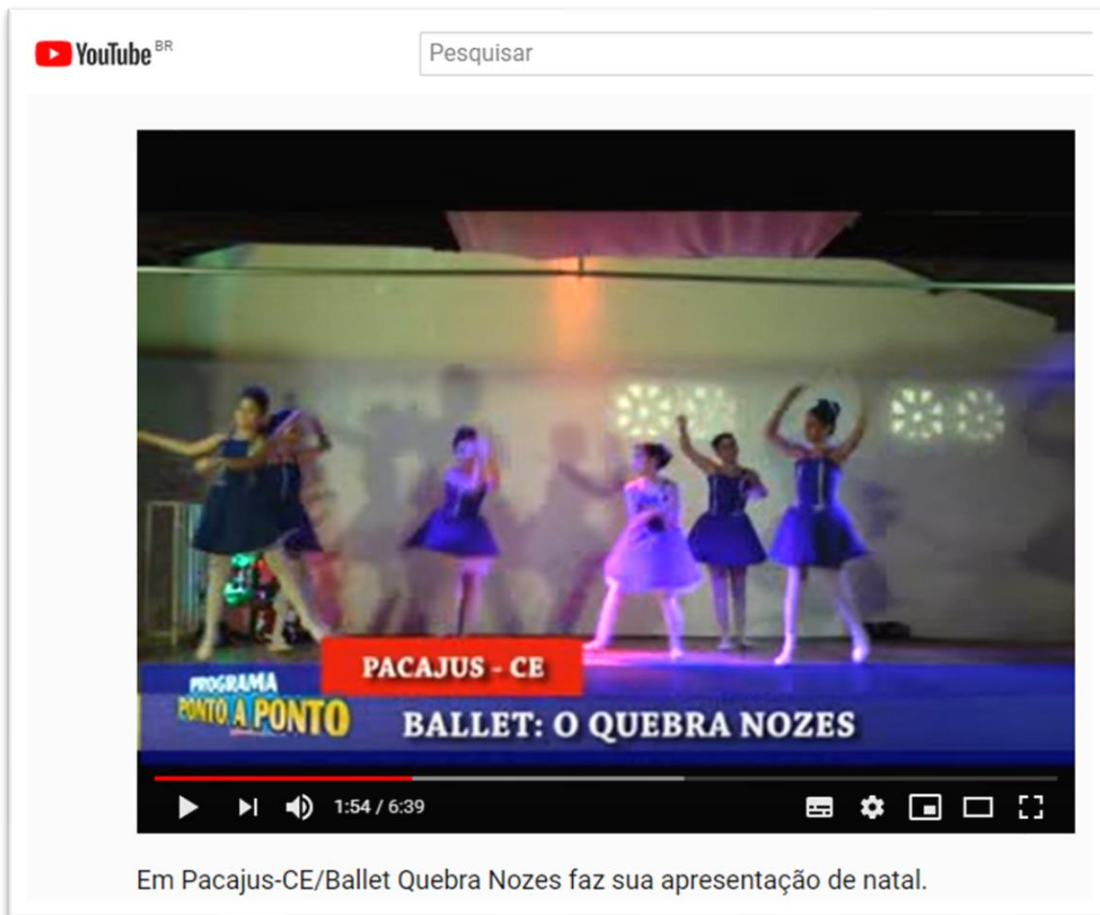 YouTube BR
Pesquisar
PACAJUS - CE
PROGRAMA
PONTO A PONTO
BALLET: O QUEBRA NOZES
1:54 / 6:39
Em Pacajus-CE/Ballet Quebra Nozes faz sua apresentação de natal.